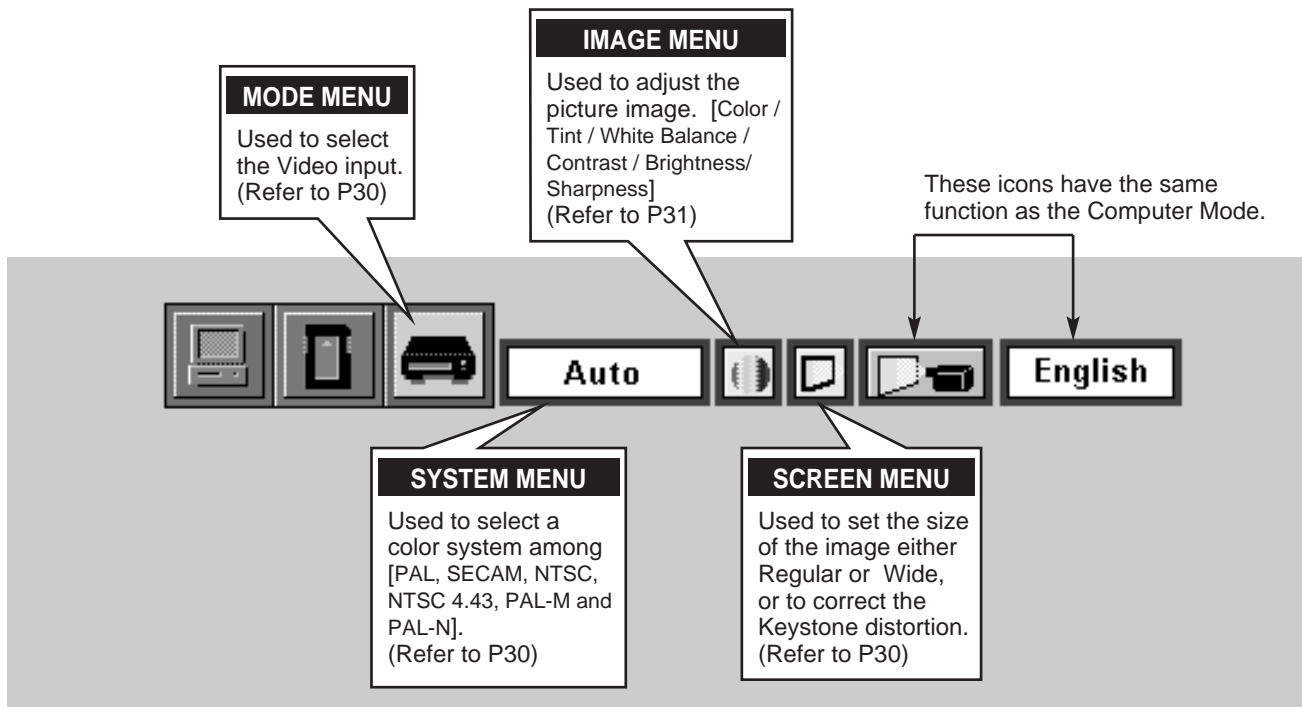 IMAGE MENU
Used to adjust the
picture image. [Color /
Tint / White Balance /
Contrast / Brightness/
Sharpness]
(Refer to P31)
MODE MENU
Used to select
the Video input.
(Refer to P30)
These icons have the same
function as the Computer Mode.
Auto
English
SYSTEM MENU
Used to select a
color system among
[PAL, SECAM, NTSC,
NTSC 4.43, PAL-M and
PAL-N].
(Refer to P30)
SCREEN MENU
Used to set the size
of the image either
Regular or Wide,
or to correct the
Keystone distortion.
(Refer to P30)